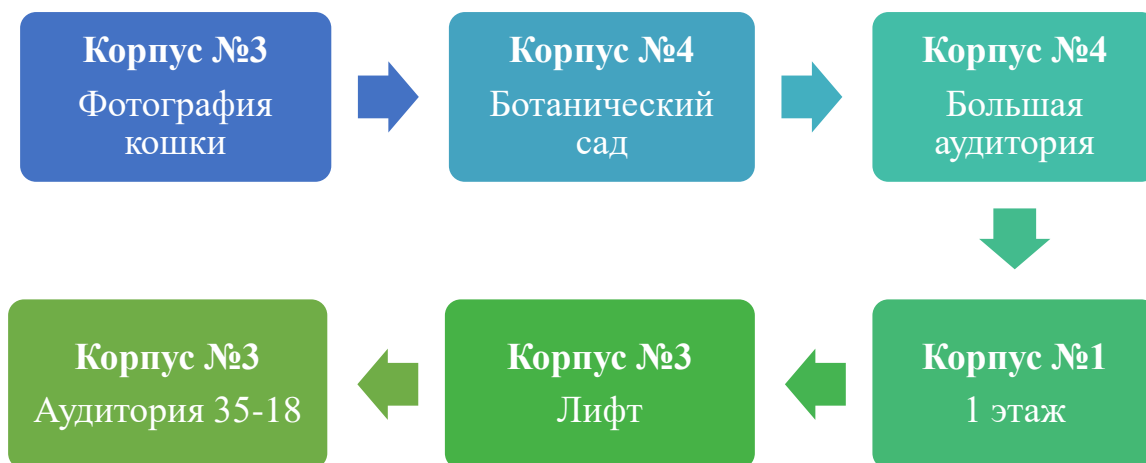 Корпус №3
Фотография
кошки
Корпус №4
Ботанический
сад
Корпус №4
Большая
аудитория
Корпус №1
1 этаж
Корпус №3
Лифт
Корпус №3
Аудитория 35-18